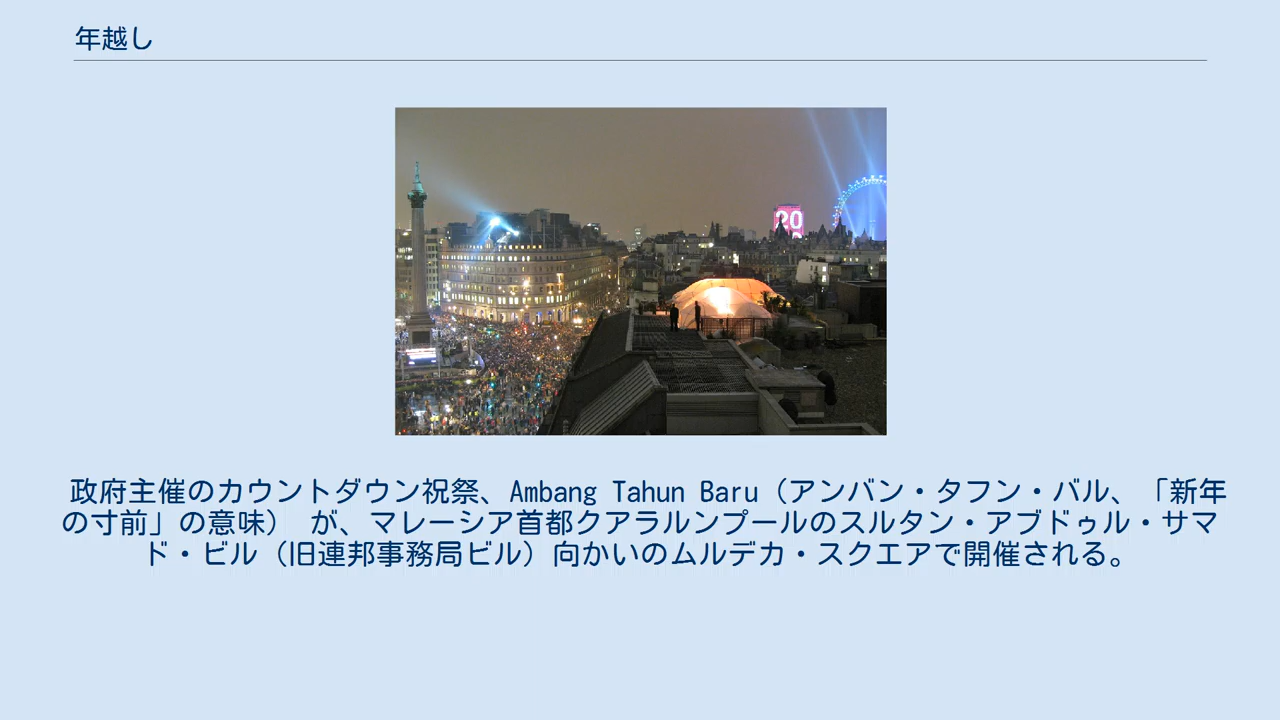 年越し
20
政府主催のカウントダウン祝祭、Ambang Tahun Baru（アンバン・タフン・バル、「新年
の寸前」の意味） が、マレーシア首都クアラルンプールのスルタン・アブドゥル・サマ
ド・ビル（旧連邦事務局ビル）向かいのムルデカ・スクエアで開催される。